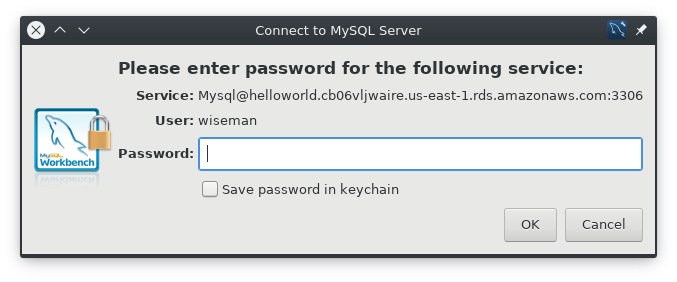 Connect to MySQL Server
Please enter password for the following service:
Service: Mysql@helloworld.cb06vljwaire.us-east-1.rds.amazonaws.com:3306
User: wiseman
Password:
MySQL
Workbench
Save password in keychain
OK Cancel